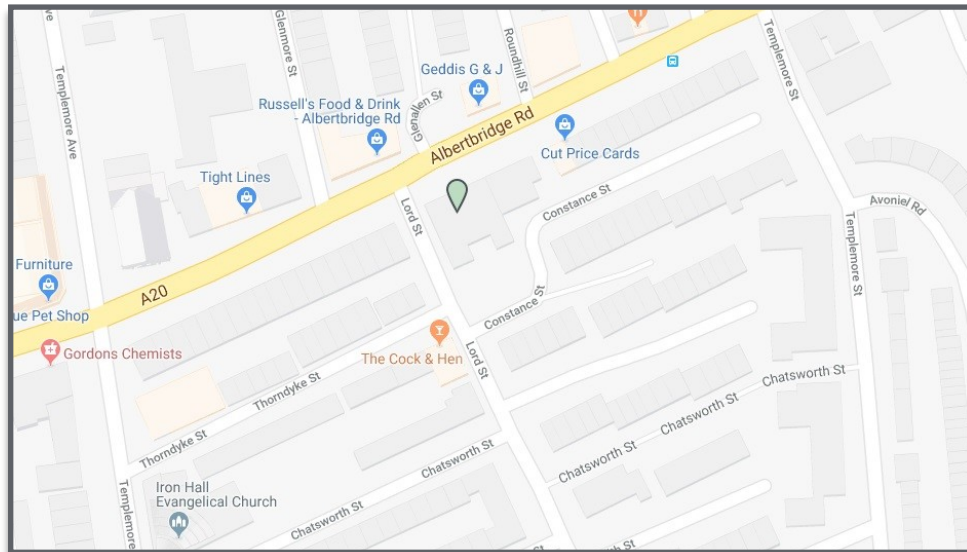 Ave
Templemore Ave
Glenmore St
Roundhill St
Templemore St
Geddis G & J
Russell's Food & Drink
- Albertbridge Rd
Glenallen St
Albertbridge Rd
Cut Price Cards
Tight Lines
Lord St
Constance St
Avoniel Rd
Templemore St
Furniture
A20
ue Pet Shop
Constance St
Gordons Chemists
The Cock & Hen
Lord St
Thorndyke St
Chatsworth St
Chatsworth St
Thorndyke St
Chatsworth St
Chatsworth St
Templemore
Iron Hall
Evangelical Church
Chatsworth St